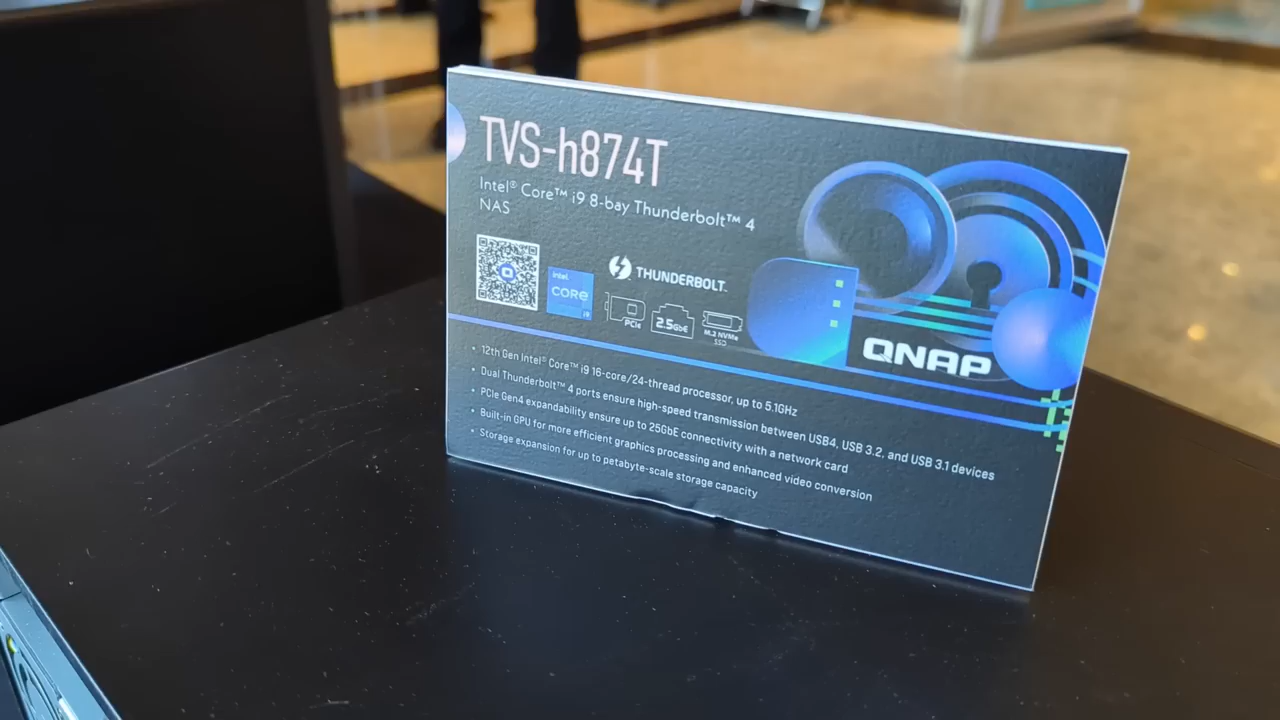 TVS-h874T
Intel® Core™ i9 8-bay Thunderbolt™ 4
NAS
intel
CORE
i9
THUNDERBOLT™
PCIe
2.5GbE
M.2 NVMe
SSD
QNAP
• 12th Gen Intel® Core™ i9 16-core/24-thread processor, up to 5.1GHz
• Dual Thunderbolt™ 4 ports ensure high-speed transmission between USB4, USB 3.2, and USB 3.1 devices
• PCIe Gen4 expandability ensure up to 25GbE connectivity with a network card
• Built-in GPU for more efficient graphics processing and enhanced video conversion
• Storage expansion for up to petabyte-scale storage capacity